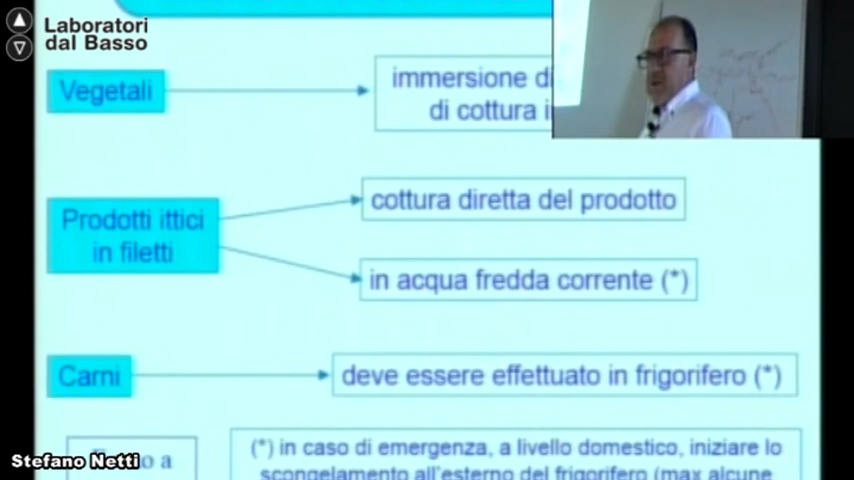 Laboratori
dal Basso
Vegetali
immersione di
di cottura i
Prodotti ittici
in filetti
cottura diretta del prodotto
in acqua fredda corrente (*)
Carni
deve essere effettuato in frigorifero (*)
o a
(*) in caso di emergenza, a livello domestico, iniziare lo
scongelamento all'esterno del frigorifero (max alcune
Stefano Netti